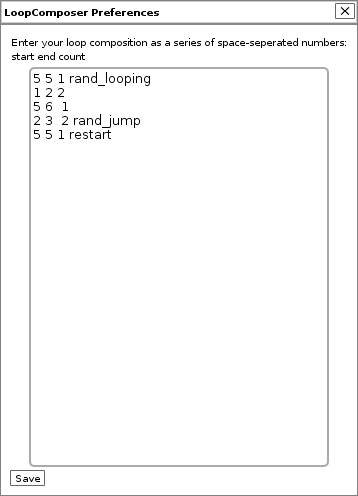 LoopComposer Preferences
Enter your loop composition as a series of space-seperated numbers:
start end count
5 5 1 rand_looping
1 2 2
5 6  1
2 3  2 rand_jump
5 5 1 restart
Save